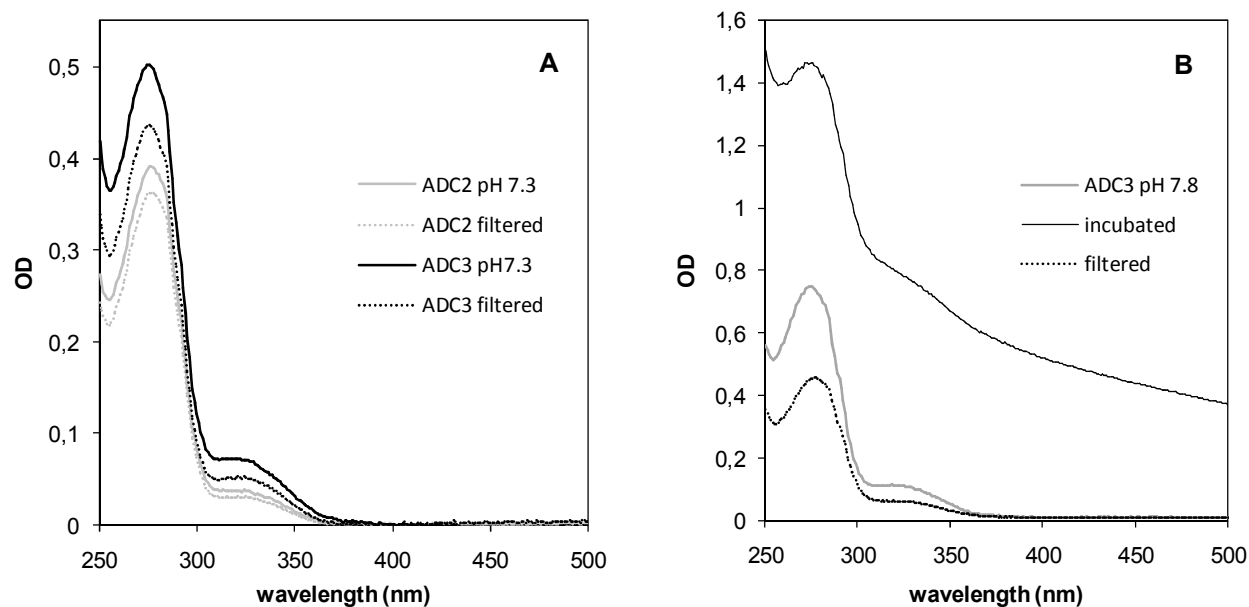 A
0,5
0,4
0,3
0,2
0,1
0
OD
ADC2 pH 7.3
ADC2 filtered
ADC3 pH7.3
ADC3 filtered
250 300 350 400 450 500
wavelength (nm)
B
1,6
1,4
1,2
1
0,8
0,6
0,4
0,2
0
OD
ADC3 pH 7.8
incubated
filtered
250 300 350 400 450 500
wavelength (nm)